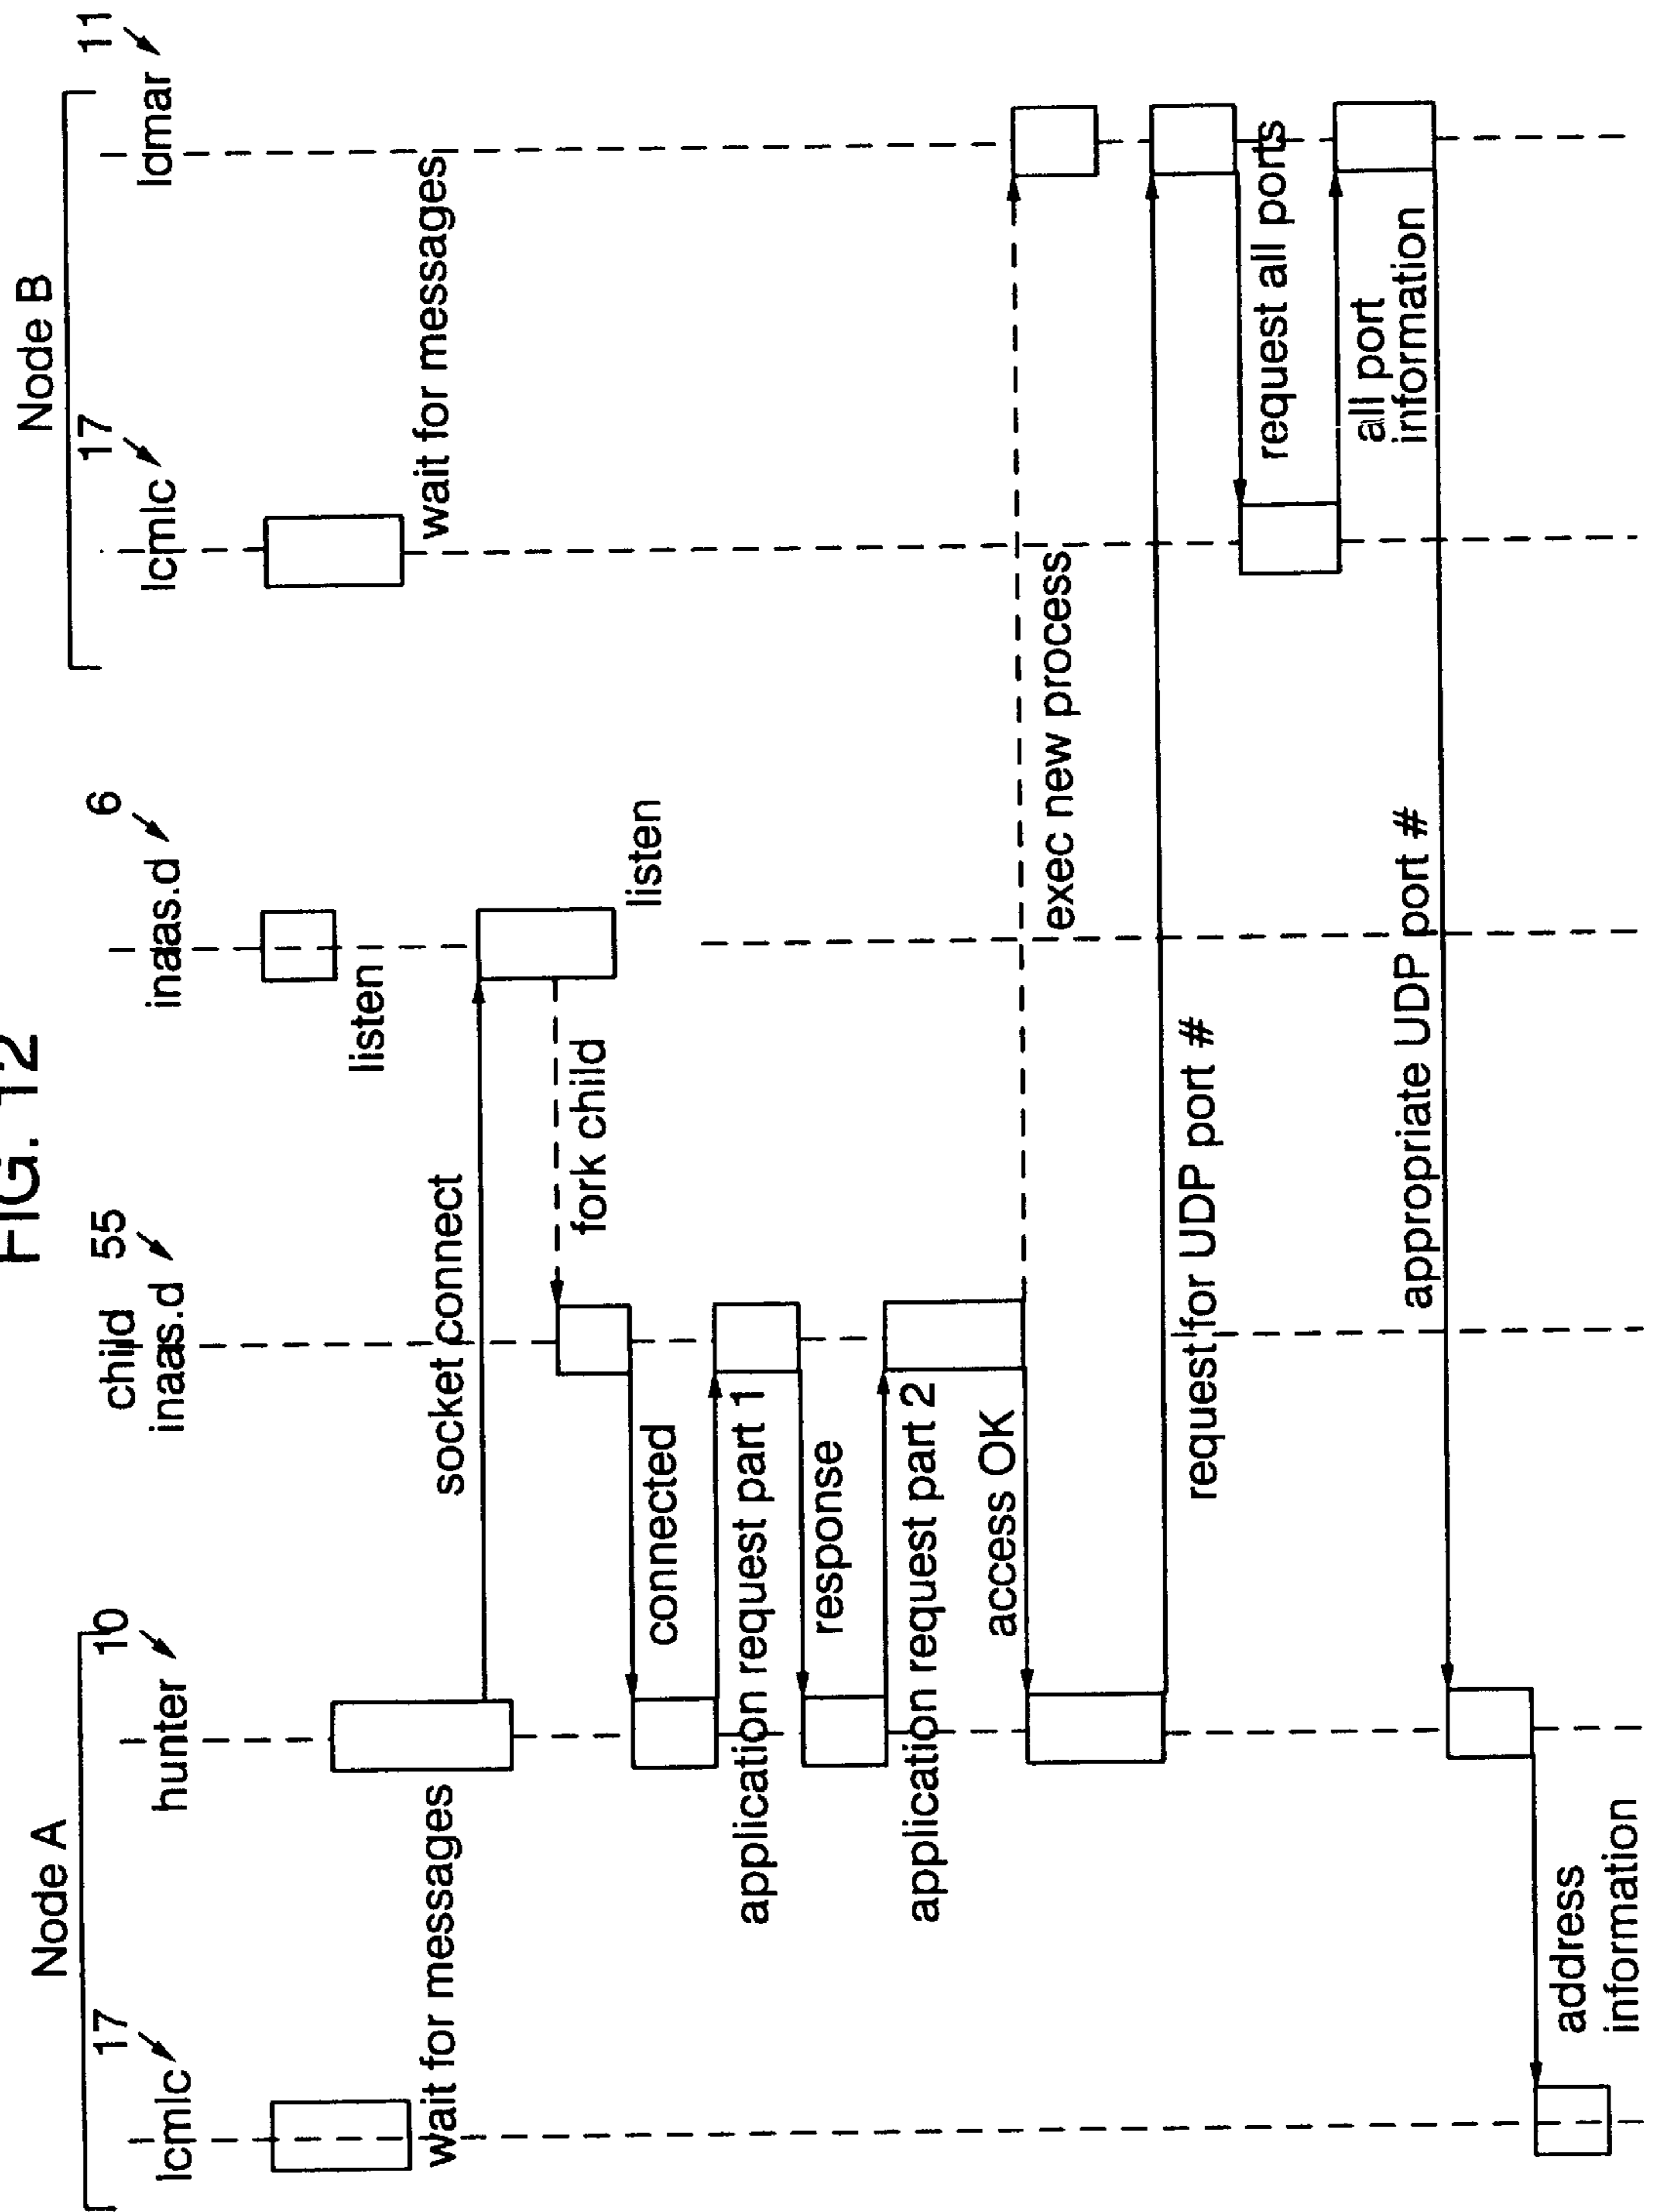 FIG. 12
Node A
Node B
17
lcmlc
10
hunter
child 55
inaas.d
6
inaas.d
17
lcmlc
11
ldmar
wait for messages
listen
wait for messages
socket connect
fork child
listen
connected
application request part 1
response
application request part 2
access OK
exec new process
request for UDP port #
request all ports
all port
information
appropriate UDP port #
address
information